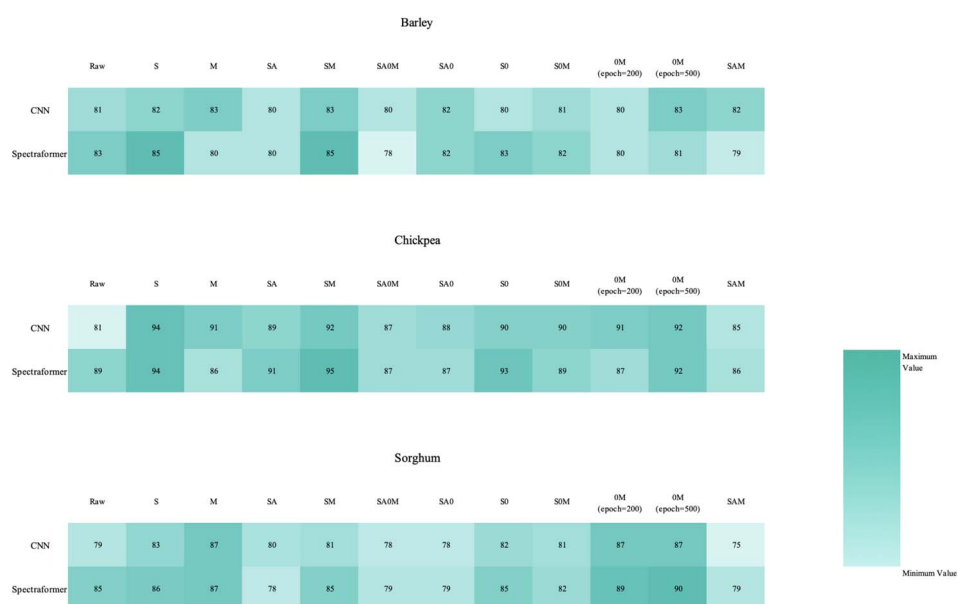 Barley
Raw S M SA SM SA0M SA0 S0 S0M 0M (epoch=200) 0M (epoch=500) SAM
CNN 81 82 83 80 83 80 82 80 81 80 83 82
Spectraformer 83 85 80 80 85 78 82 83 82 80 81 79
Chickpea
Raw S M SA SM SA0M SA0 S0 S0M 0M (epoch=200) 0M (epoch=500) SAM
CNN 81 94 91 89 92 87 88 90 90 91 92 85
Spectraformer 89 94 86 91 95 87 87 93 89 87 92 86
Maximum
Value
Sorghum
Raw S M SA SM SA0M SA0 S0 S0M 0M (epoch=200) 0M (epoch=500) SAM
CNN 79 83 87 80 81 78 78 82 81 87 87 75
Minimum Value
Spectraformer 85 86 87 78 85 79 79 85 82 89 90 79